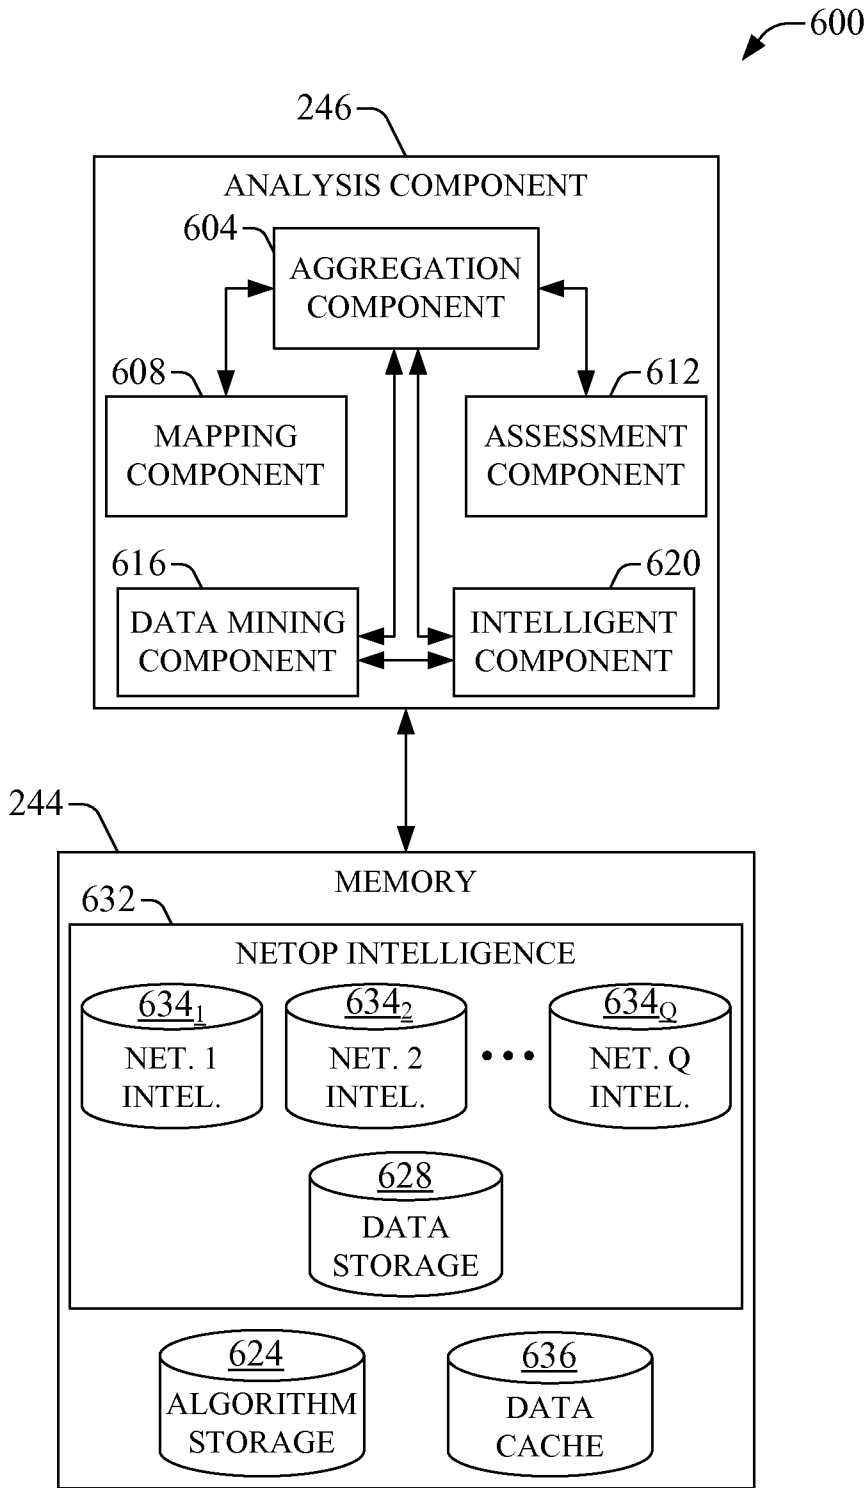 600
246
ANALYSIS COMPONENT
604
AGGREGATION
COMPONENT
608
MAPPING
COMPONENT
612
ASSESSMENT
COMPONENT
616
DATA MINING
COMPONENT
620
INTELLIGENT
COMPONENT
244
MEMORY
632
NETOP INTELLIGENCE
634₁
NET. 1
INTEL.
634₂
NET. 2
INTEL.
•••
634Q
NET. Q
INTEL.
628
DATA
STORAGE
624
ALGORITHM
STORAGE
636
DATA
CACHE